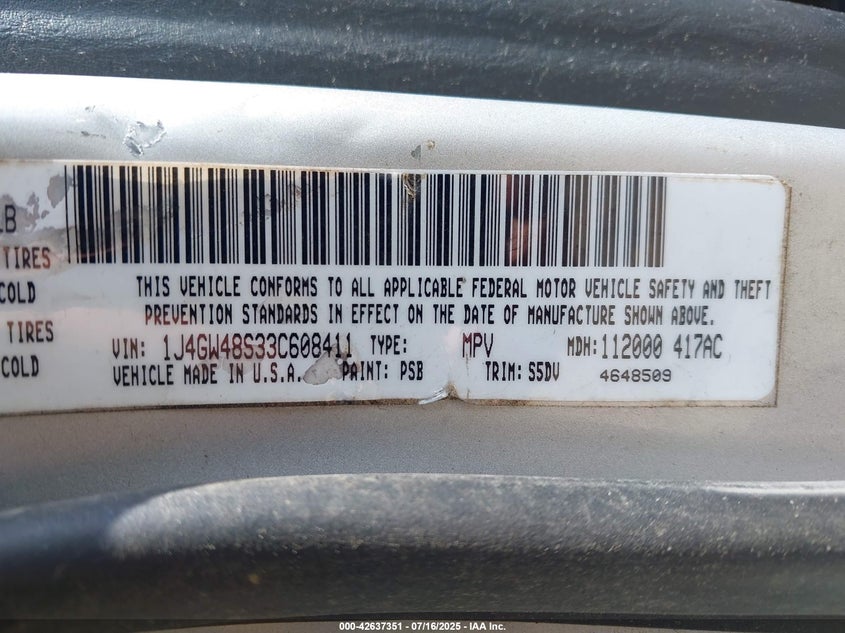 LB
TIRES
COLD
TIRES
COLD
THIS VEHICLE CONFORMS TO ALL APPLICABLE FEDERAL MOTOR VEHICLE SAFETY AND THEFT
PREVENTION STANDARDS IN EFFECT ON THE DATE OF MANUFACTURE SHOWN ABOVE.
VIN: 1J4GW48S33C608411 TYPE: MPV MDH:112000 417AC
VEHICLE MADE IN U.S.A. PAINT: PSB TRIM: S5DV 4648509
000-42637351 - 07/16/2025 - IAA Inc.